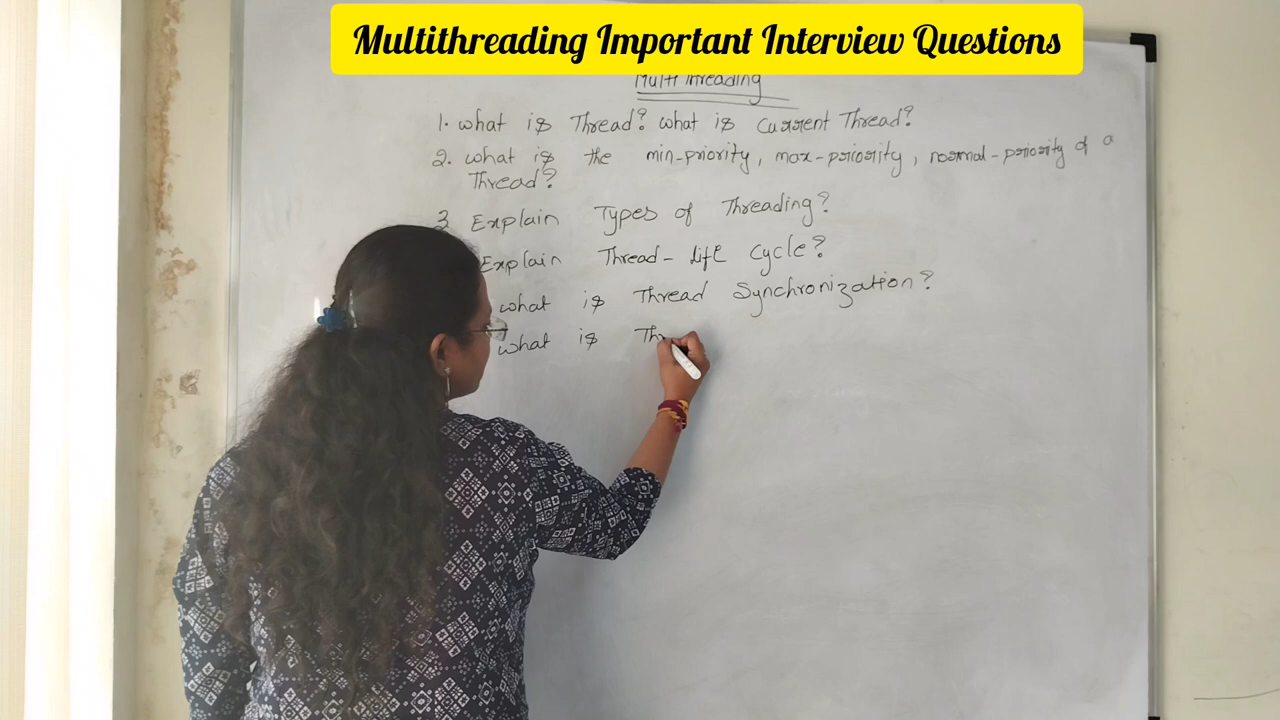 Multithreading Important Interview Questions
Multithreading
1. what is Thread? what is current Thread?
2. what is the min-priority, max-priority, normal-priority of a
Thread?
3 Explain Types of Threading?
Explain Thread-life cycle?
what is Thread Synchronization?
what is Thr